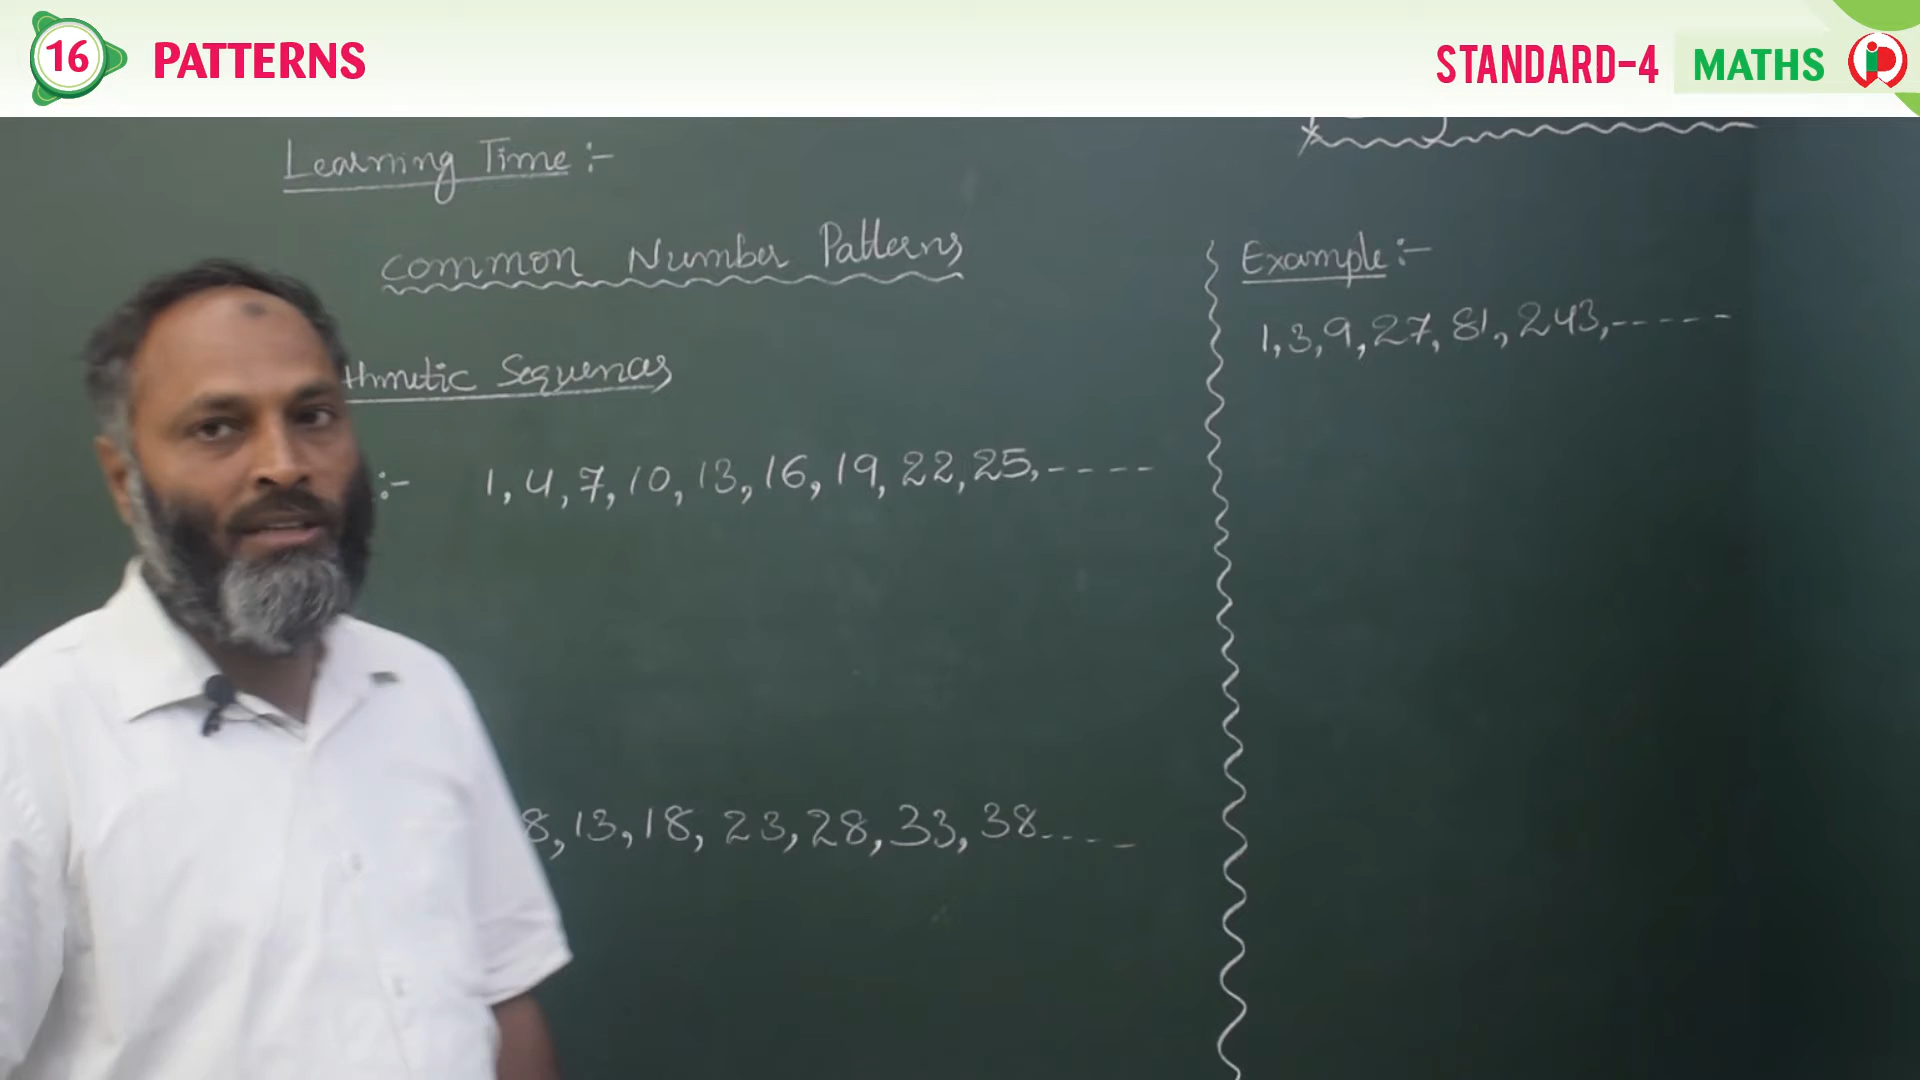 16 PATTERNS
STANDARD-4 MATHS
Learning Time :-
Common Number Patterns
thmetic Sequences
:- 1, 4, 7, 10, 13, 16, 19, 22, 25, ----
8, 13, 18, 23, 28, 33, 38....
Example :-
1, 3, 9, 27, 81, 243, -----